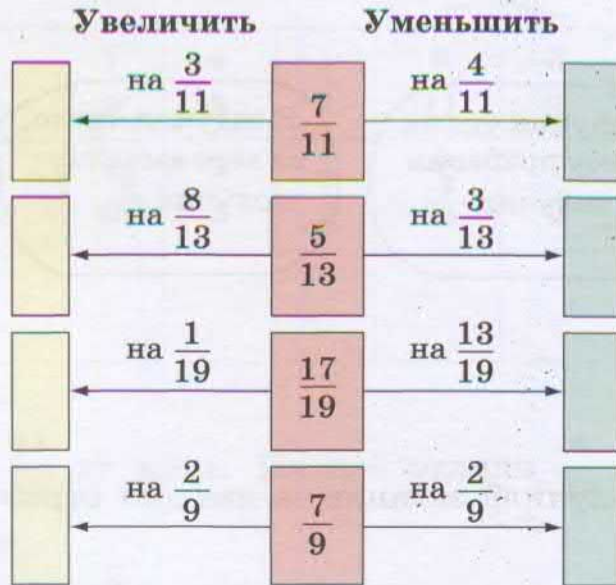 Увеличить Уменьшить
на 3/11 7/11 на 4/11
на 8/13 5/13 на 3/13
на 1/19 17/19 на 13/19
на 2/9 7/9 на 2/9